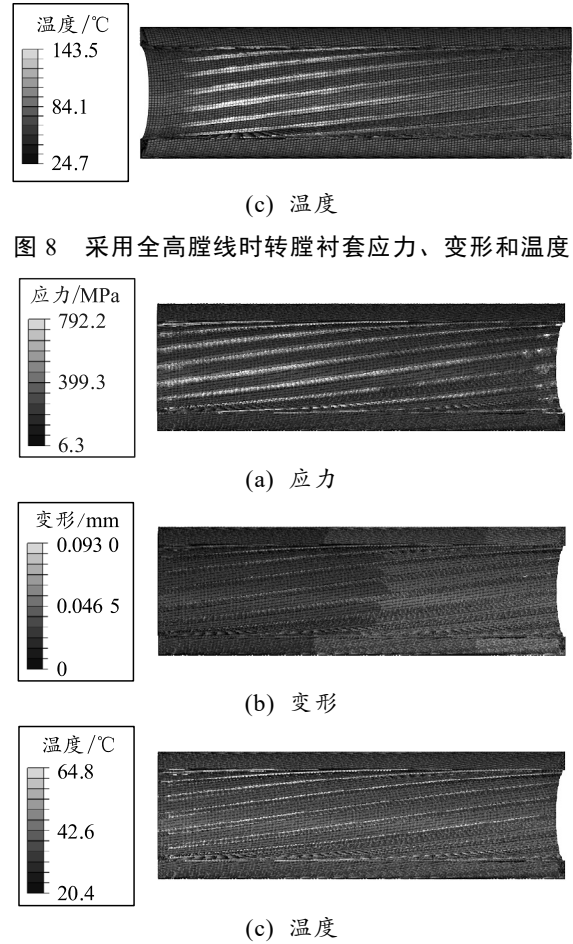 温度/℃
143.5
84.1
24.7
(c) 温度
图 8 采用全高膛线时转膛衬套应力、变形和温度
应力/MPa
792.2
399.3
6.3
(a) 应力
变形/mm
0.093 0
0.046 5
0
(b) 变形
温度/℃
64.8
42.6
20.4
(c) 温度